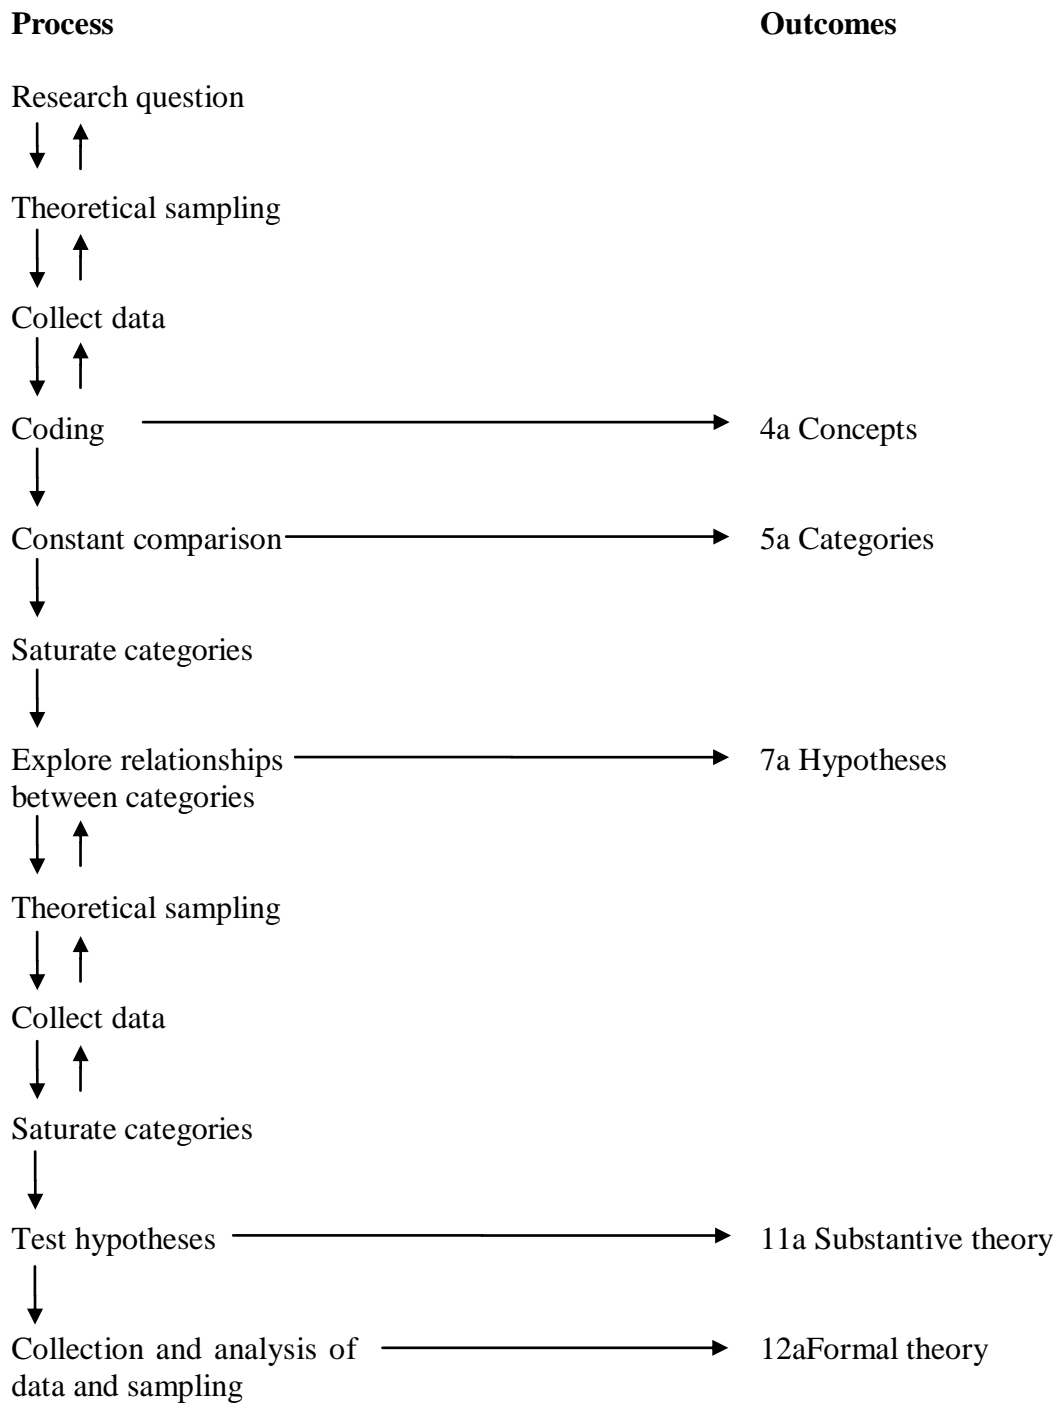 Process Outcomes
Research question
Theoretical sampling
Collect data
Coding 4a Concepts
Constant comparison 5a Categories
Saturate categories
Explore relationships 7a Hypotheses
between categories
Theoretical sampling
Collect data
Saturate categories
Test hypotheses 11a Substantive theory
Collection and analysis of 12aFormal theory
data and sampling